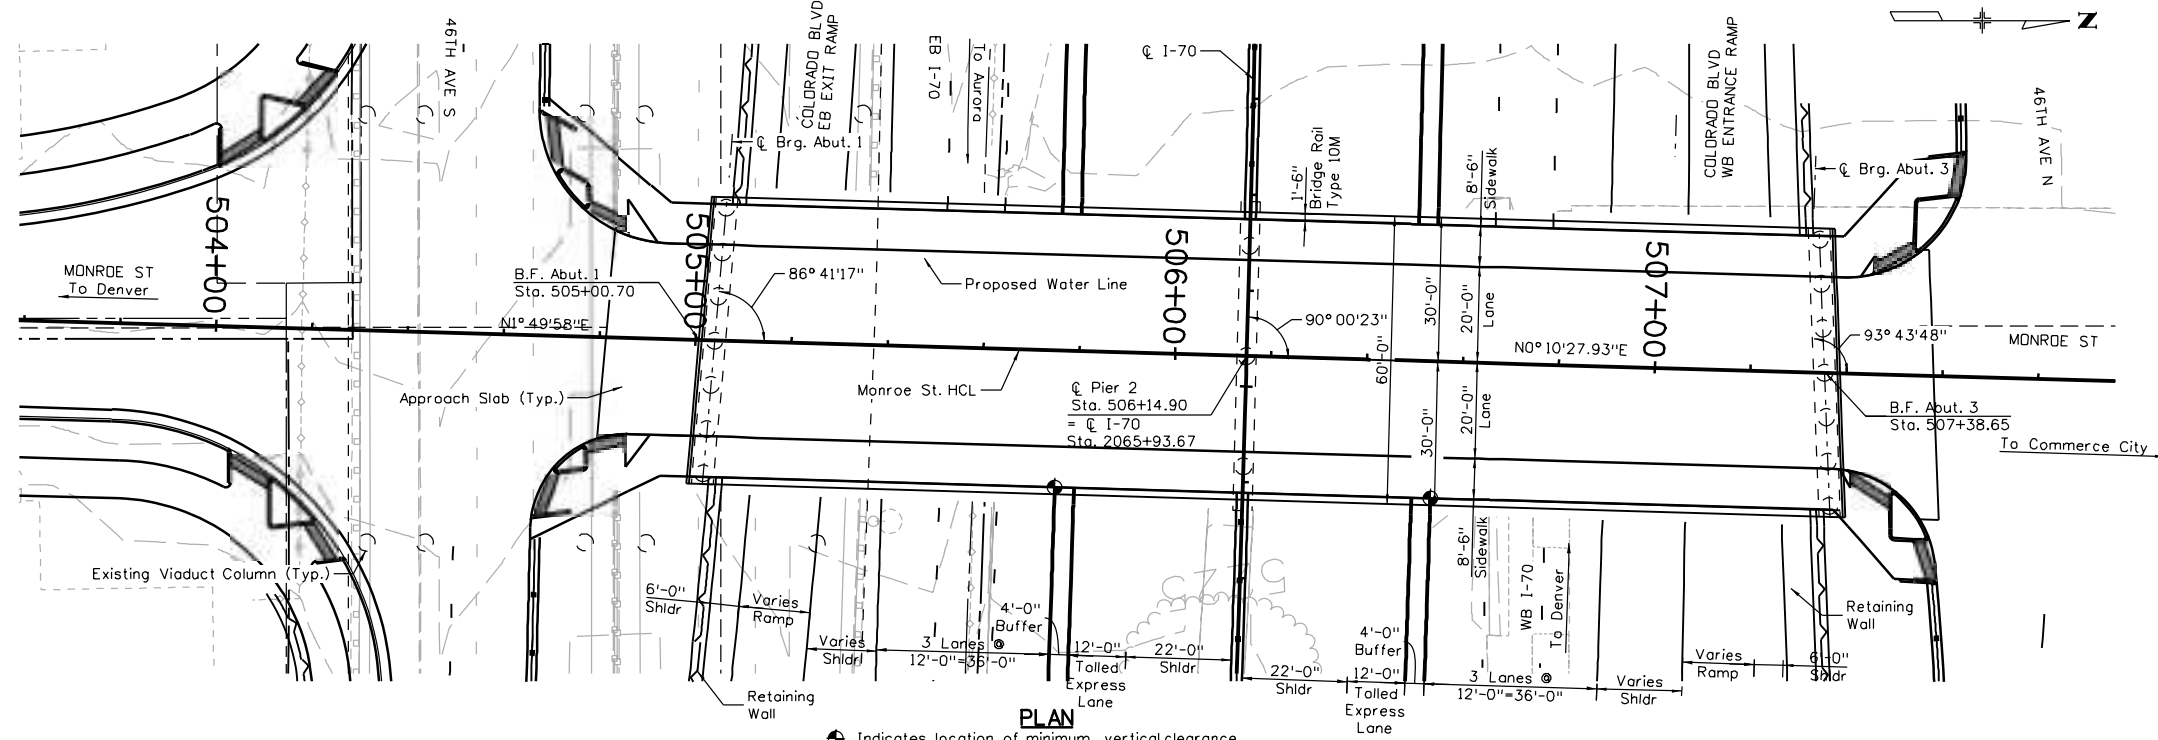 N
46TH AVE S
COLORADO BLVD
EB EXIT RAMP
EB I-70
To Aurora
℄ I-70
COLORADO BLVD
WB ENTRANCE RAMP
46TH AVE N
℄ Brg. Abut. 1
1'-6"
Bridge Rail
Type 10M
8'-6"
Sidewalk
℄ Brg. Abut. 3
504+00
505+00
506+00
507+00
MONROE ST
To Denver
B.F. Abut. 1
Sta. 505+00.70
86° 41'17"
Proposed Water Line
N1° 49'58"E
90° 00'23"
60'-0"
30'-0"
20'-0"
Lane
N0° 10'27.93"E
93° 43'48"
MONROE ST
Approach Slab (Typ.)
Monroe St. HCL
℄ Pier 2
Sta. 506+14.90
= ℄ I-70
Sta. 2065+93.67
30'-0"
20'-0"
Lane
B.F. Abut. 3
Sta. 507+38.65
To Commerce City
Existing Viaduct Column (Typ.)
6'-0"
Shldr
Varies
Ramp
Varies
Shldr
3 Lanes @
12'-0"=36'-0"
4'-0"
Buffer
12'-0"
Tolled
Express
Lane
22'-0"
Shldr
5225
22'-0"
Shldr
12'-0"
Tolled
Express
Lane
4'-0"
Buffer
8'-6"
Sidewalk
WB I-70
To Denver
3 Lanes @
12'-0"=36'-0"
Varies
Shldr
Varies
Ramp
6'-0"
Shldr
Retaining
Wall
Retaining
Wall
PLAN
Indicates location of minimum vertical clearance